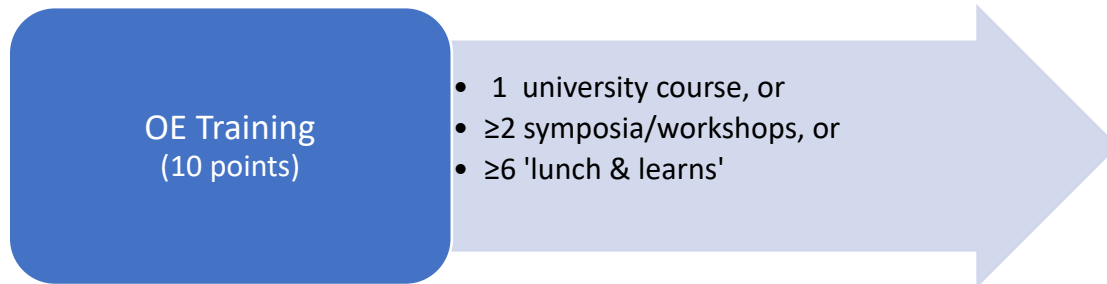 OE Training
(10 points)
• 1 university course, or
• ≥2 symposia/workshops, or
• ≥6 'lunch & learns'